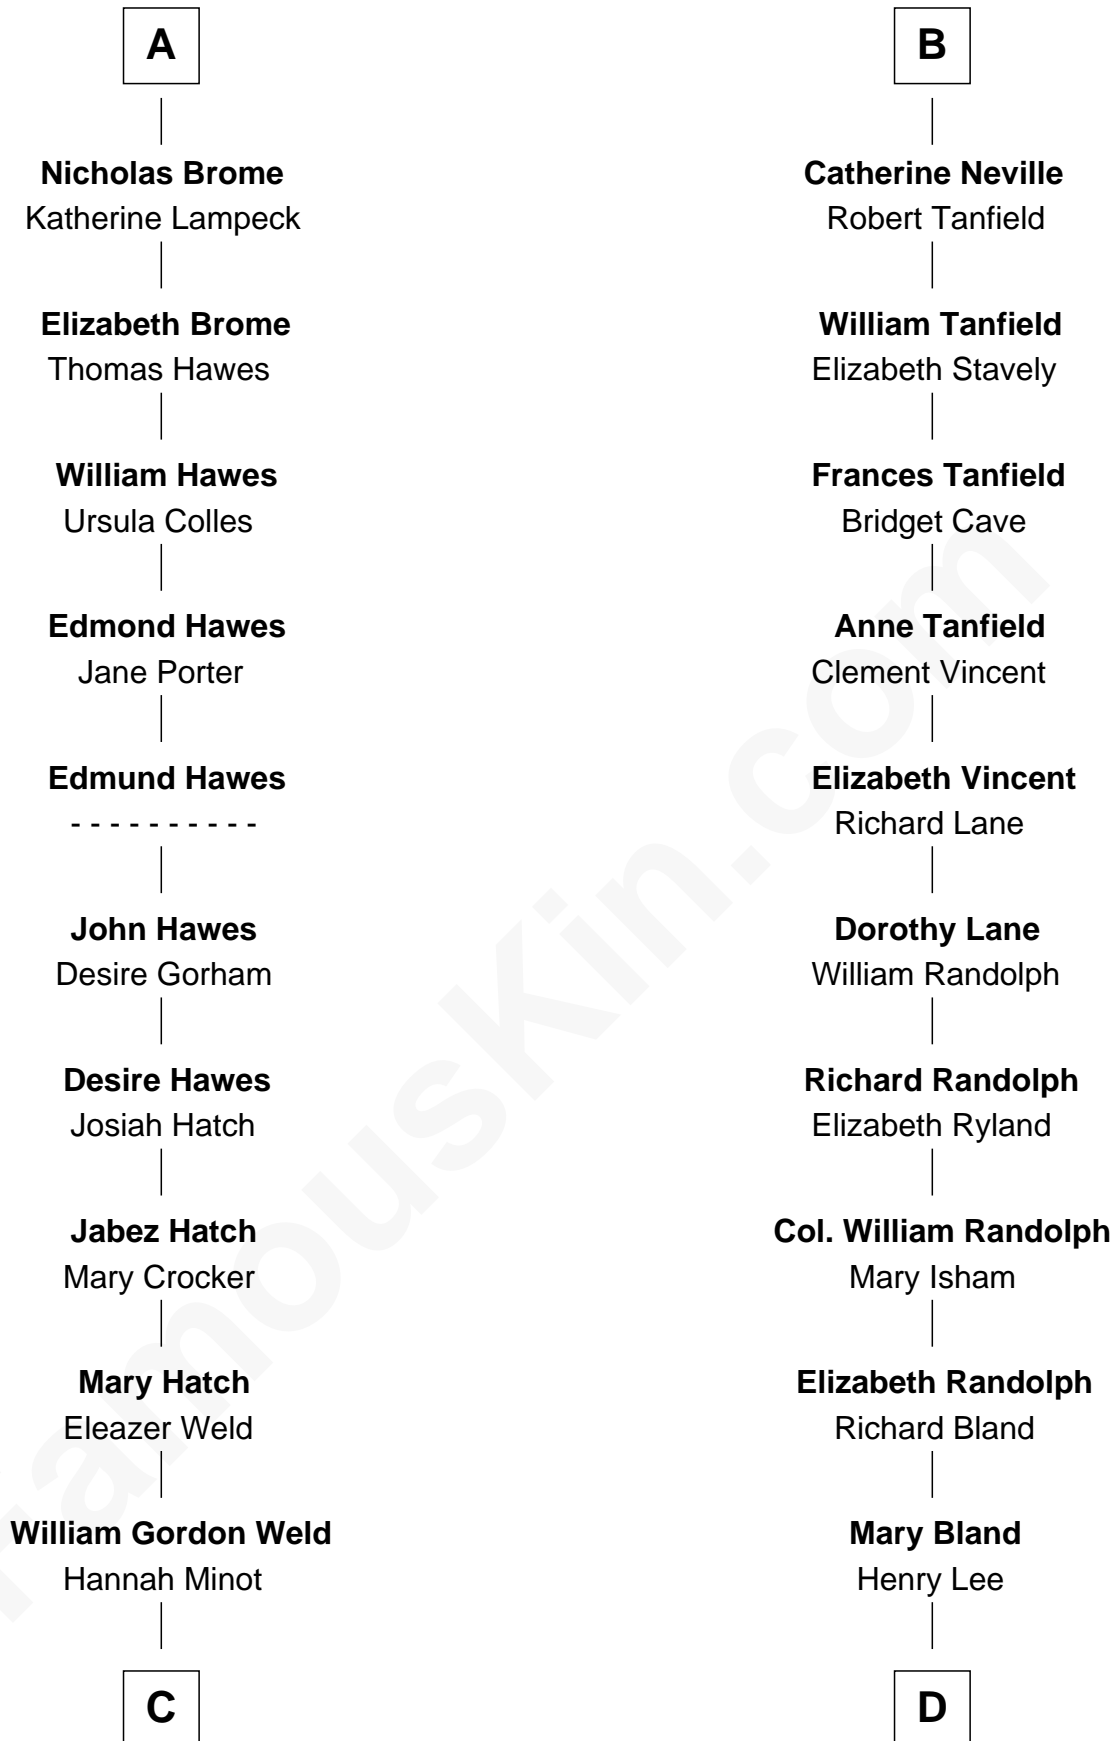 A
Nicholas Brome
Katherine Lampeck
Elizabeth Brome
Thomas Hawes
William Hawes
Ursula Colles
Edmond Hawes
Jane Porter
Edmund Hawes
- - - - - - - - - -
John Hawes
Desire Gorham
Desire Hawes
Josiah Hatch
Jabez Hatch
Mary Crocker
Mary Hatch
Eleazer Weld
William Gordon Weld
Hannah Minot
C
B
Catherine Neville
Robert Tanfield
William Tanfield
Elizabeth Stavely
Frances Tanfield
Bridget Cave
Anne Tanfield
Clement Vincent
Elizabeth Vincent
Richard Lane
Dorothy Lane
William Randolph
Richard Randolph
Elizabeth Ryland
Col. William Randolph
Mary Isham
Elizabeth Randolph
Richard Bland
Mary Bland
Henry Lee
D
FamousKin.com